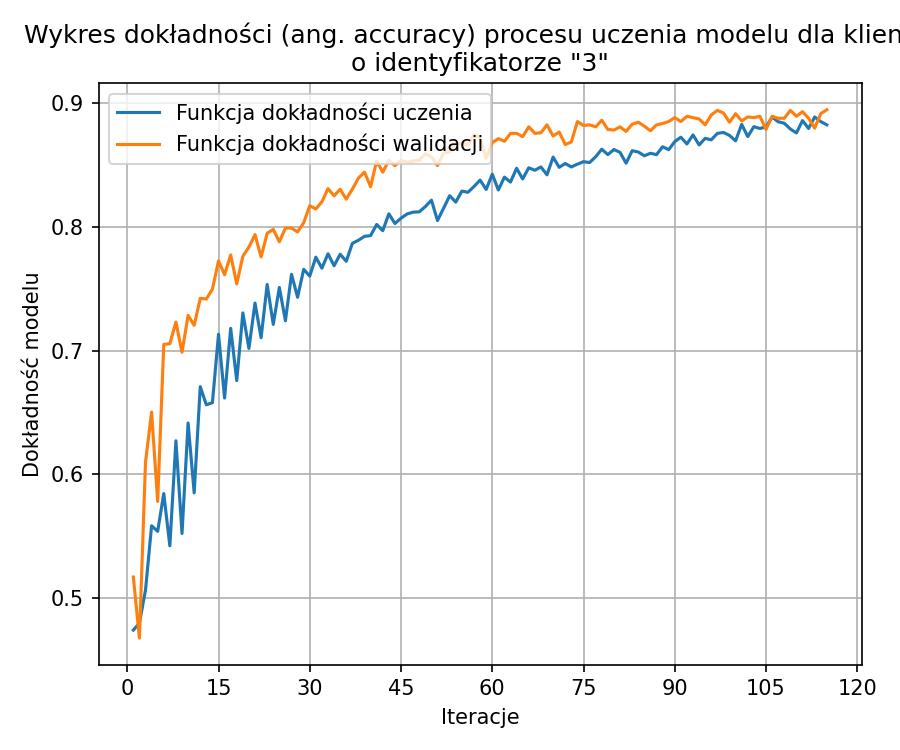 Wykres dokładności (ang. accuracy) procesu uczenia modelu dla
o identyfikatorze "3"
Funkcja dokładności uczenia
Funkcja dokładności walidacji
Dokładność modelu
0.9
0.8
0.7
0.6
0.5
0 15 30 45 60 75 90 105 120
Iteracje